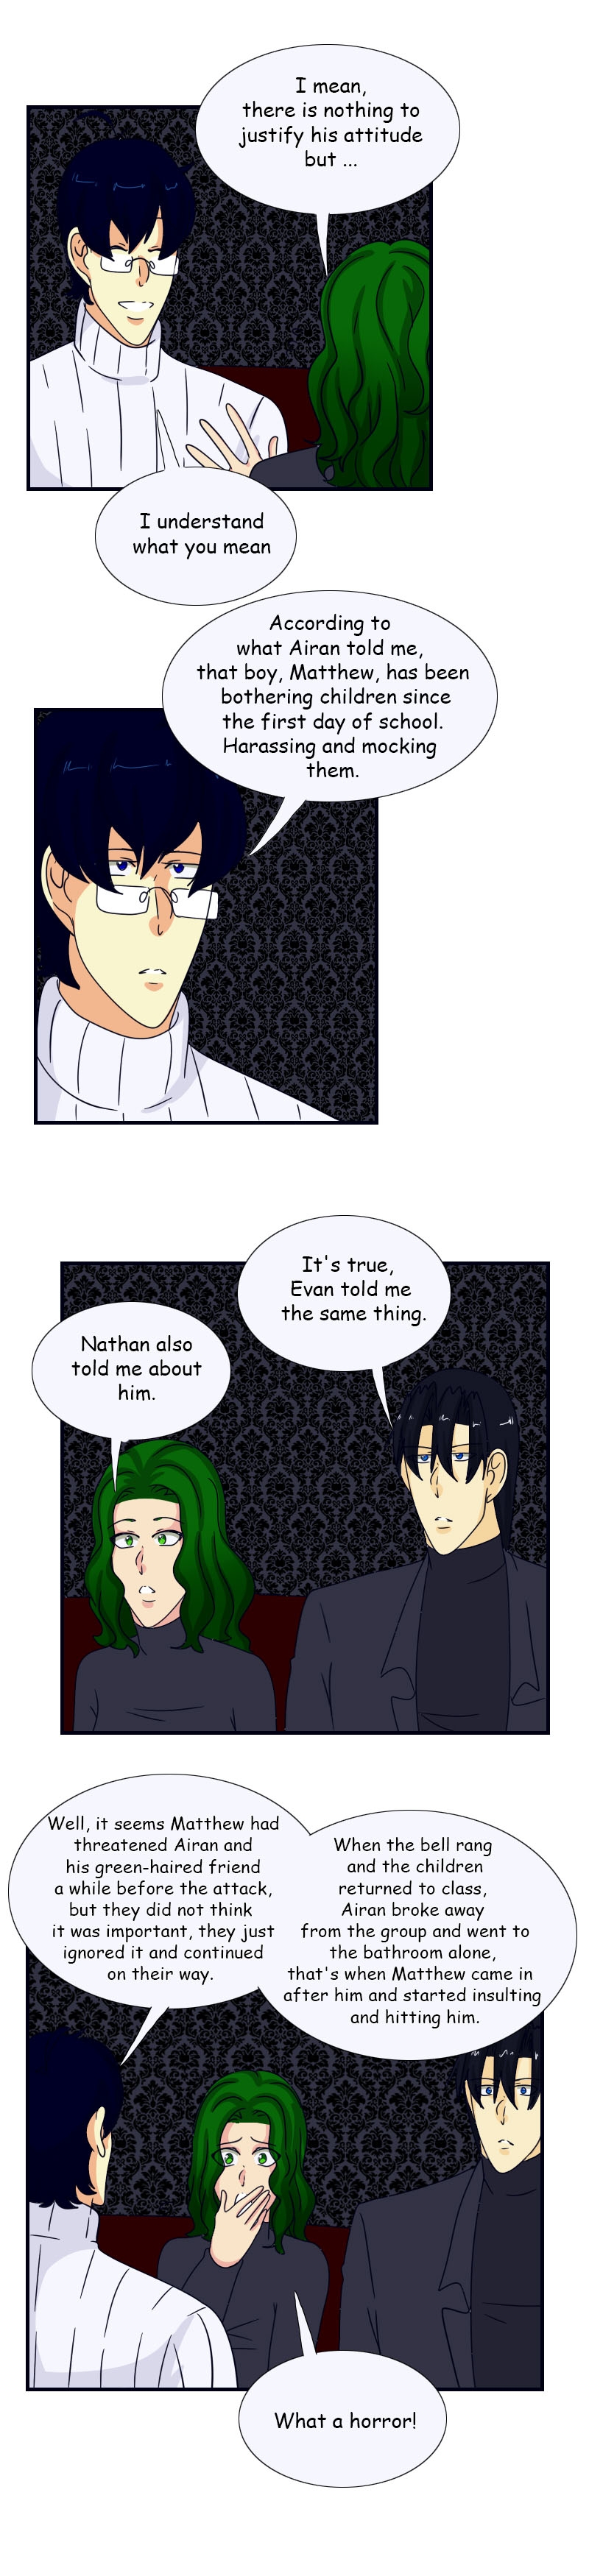 I mean,
there is nothing to
justify his attitude
but ...
I understand
what you mean
According to
what Airan told me,
that boy, Matthew, has been
bothering children since
the first day of school.
Harassing and mocking
them.
It's true,
Evan told me
the same thing.
Nathan also
told me about
him.
Well, it seems Matthew had
threatened Airan and
his green-haired friend
a while before the attack,
but they did not think
it was important, they just
ignored it and continued
on their way.
When the bell rang
and the children
returned to class,
Airan broke away
from the group and went to
the bathroom alone,
that's when Matthew came in
after him and started insulting
and hitting him.
What a horror!